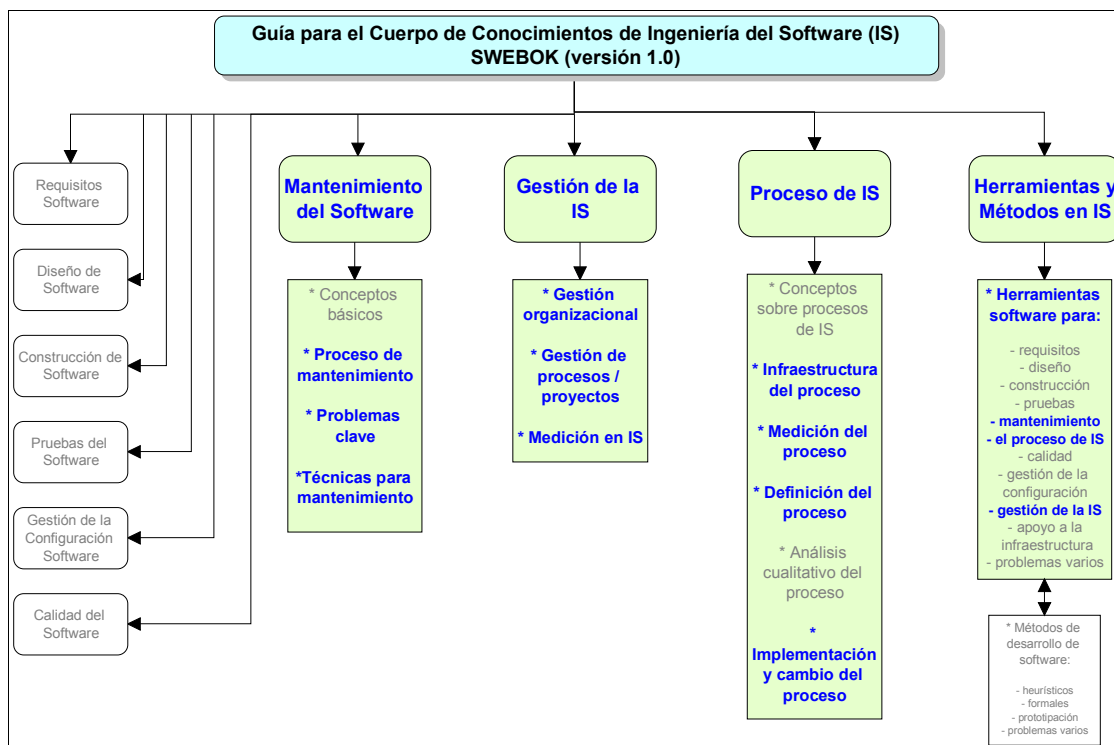 Guía para el Cuerpo de Conocimientos de Ingeniería del Software (IS)
SWEBOK (versión 1.0)
Requisitos
Software
Diseño de
Software
Construcción de
Software
Pruebas del
Software
Gestión de la
Configuración
Software
Calidad del
Software
Mantenimiento
del Software
* Conceptos
básicos
* Proceso de
mantenimiento
* Problemas
clave
*Técnicas para
mantenimiento
Gestión de la
IS
* Gestión
organizacional
* Gestión de
procesos /
proyectos
* Medición en IS
Proceso de IS
* Conceptos
sobre procesos
de IS
* Infraestructura
del proceso
* Medición del
proceso
* Definición del
proceso
* Análisis
cualitativo del
proceso
*
Implementación
y cambio del
proceso
Herramientas y
Métodos en IS
* Herramientas
software para:
- requisitos
- diseño
- construcción
- pruebas
- mantenimiento
- el proceso de IS
- calidad
- gestión de la
configuración
- gestión de la IS
- apoyo a la
infraestructura
- problemas varios
* Métodos de
desarrollo de
software:
- heurísticos
- formales
- prototipación
- problemas varios